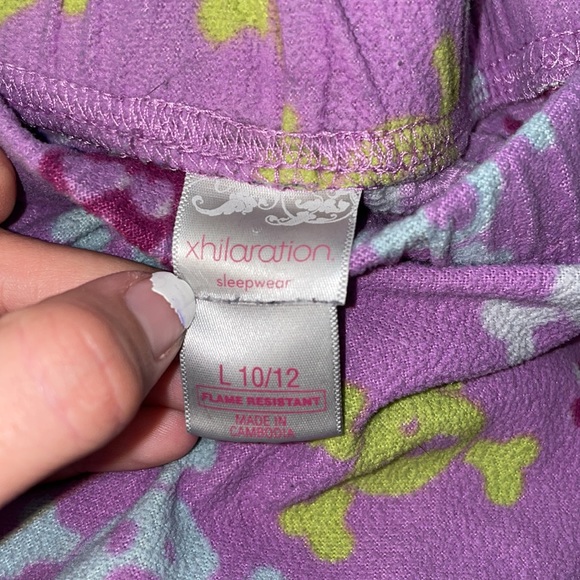 xhilaration.
sleepwear
L 10/12
FLAME RESISTANT
MADE IN
CAMBODIA